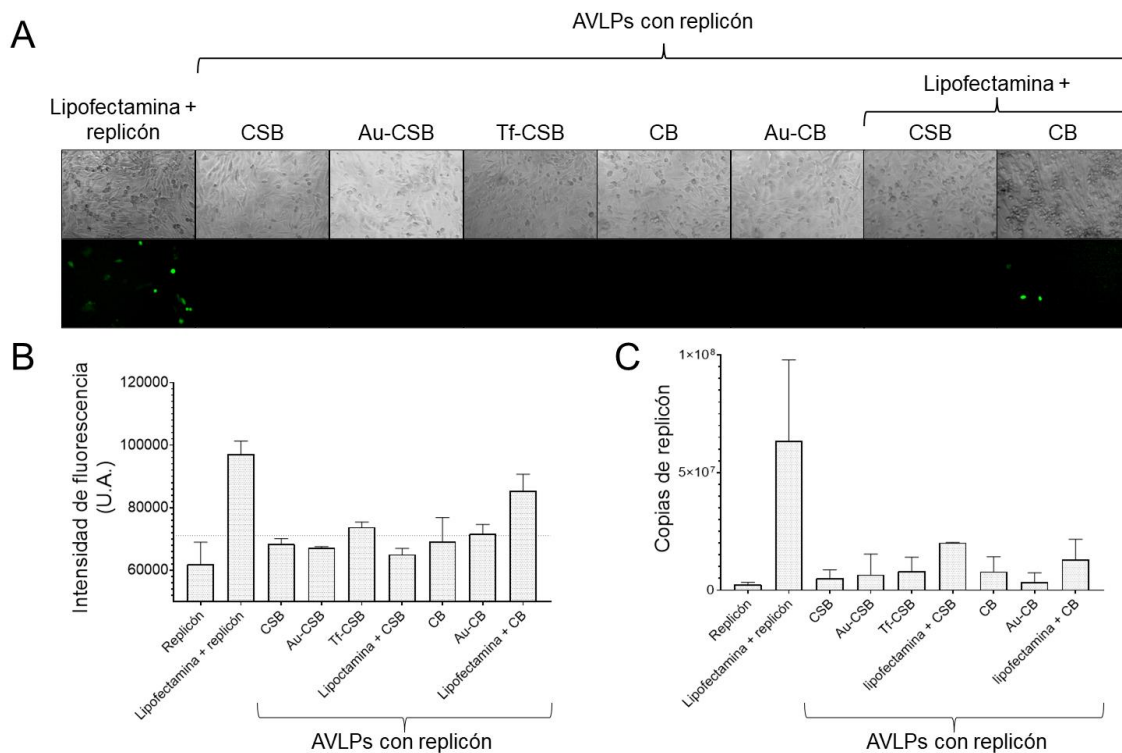 A
AVLPs con replicón
Lipofectamina +
replicón
CSB
Au-CSB
Tf-CSB
CB
Au-CB
Lipofectamina +
CSB
CB
B
Intensidad de fluorescencia
(U.A.)
120000
100000
80000
60000
Replicón
Lipofectamina + replicón
CSB
Au-CSB
Tf-CSB
Lipoctamina + CSB
CB
Au-CB
Lipofectamina + CB
AVLPs con replicón
C
Copias de replicón
1×10⁸
5×10⁷
0
Replicón
Lipofectamina + replicón
CSB
Au-CSB
Tf-CSB
lipofectamina + CSB
CB
Au-CB
lipofectamina + CB
AVLPs con replicón